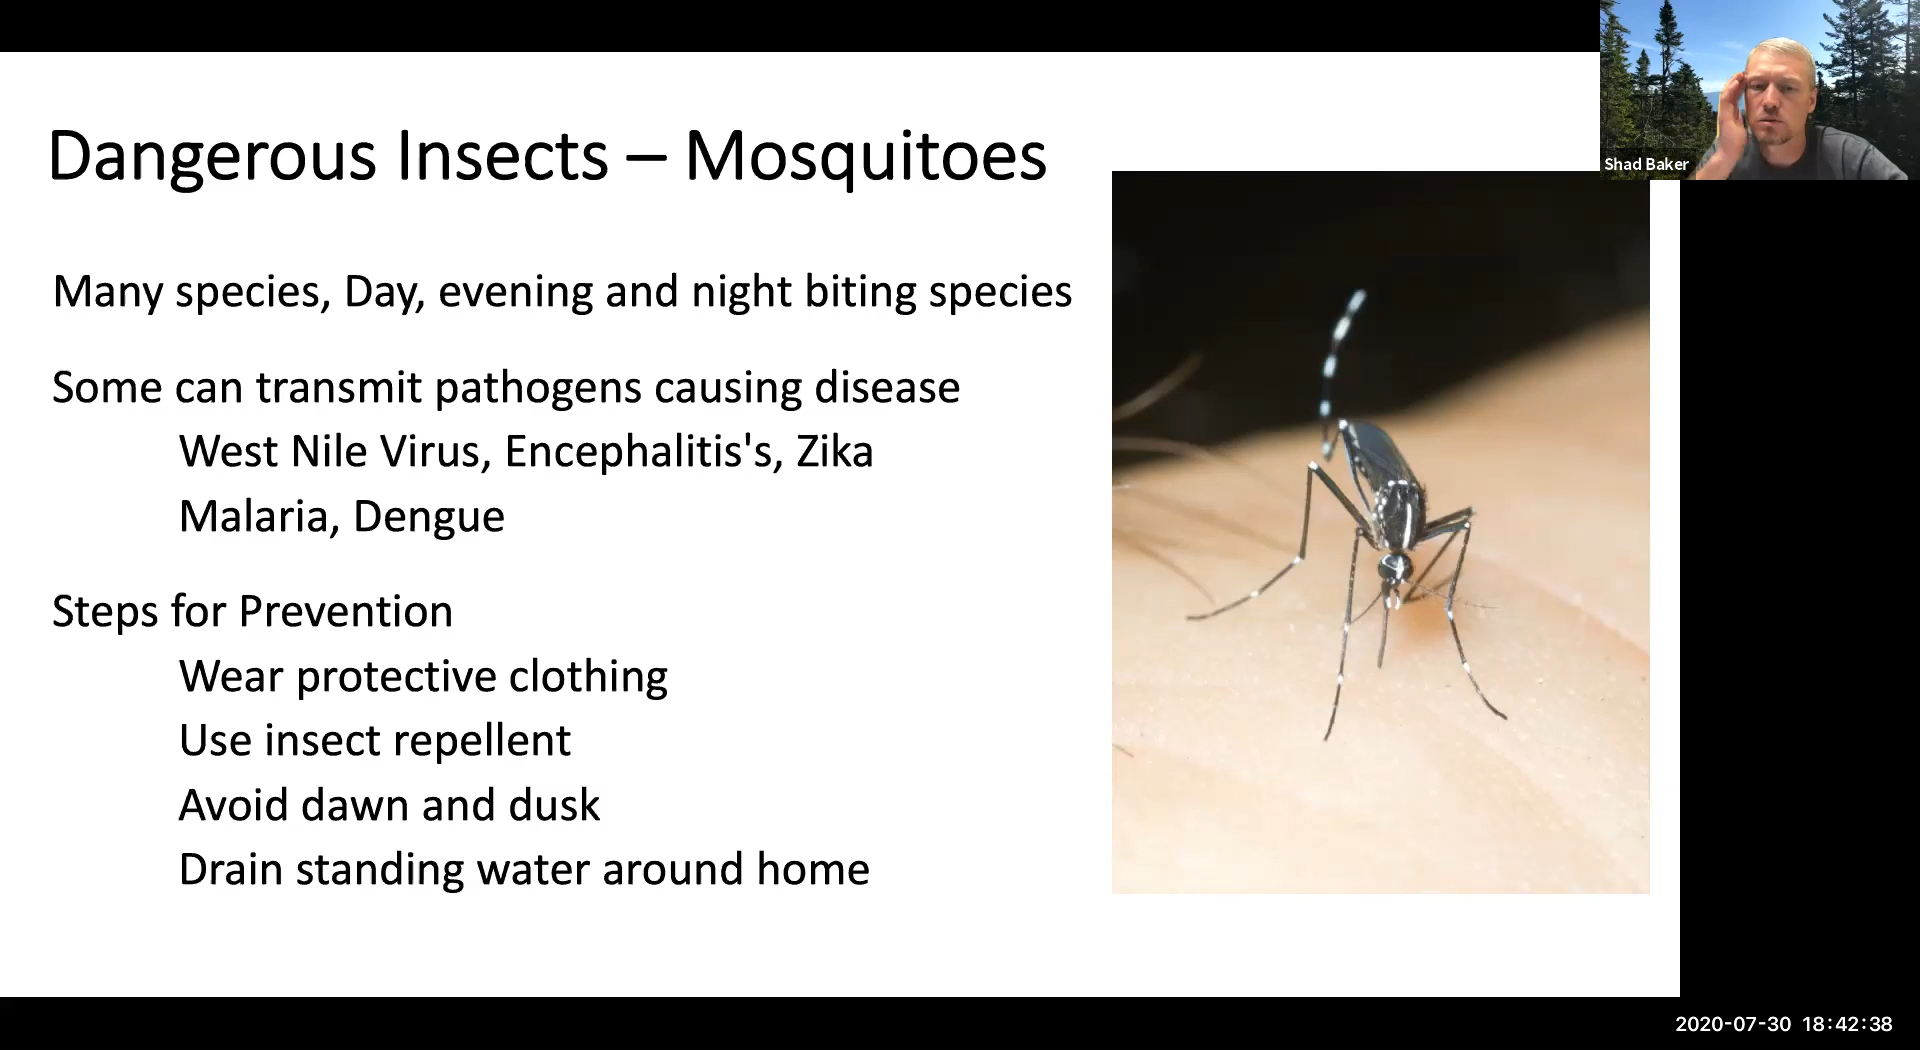 Dangerous Insects – Mosquitoes
Many species, Day, evening and night biting species
Some can transmit pathogens causing disease
West Nile Virus, Encephalitis's, Zika
Malaria, Dengue
Steps for Prevention
Wear protective clothing
Use insect repellent
Avoid dawn and dusk
Drain standing water around home
Shad Baker
2020-07-30 18:42:38